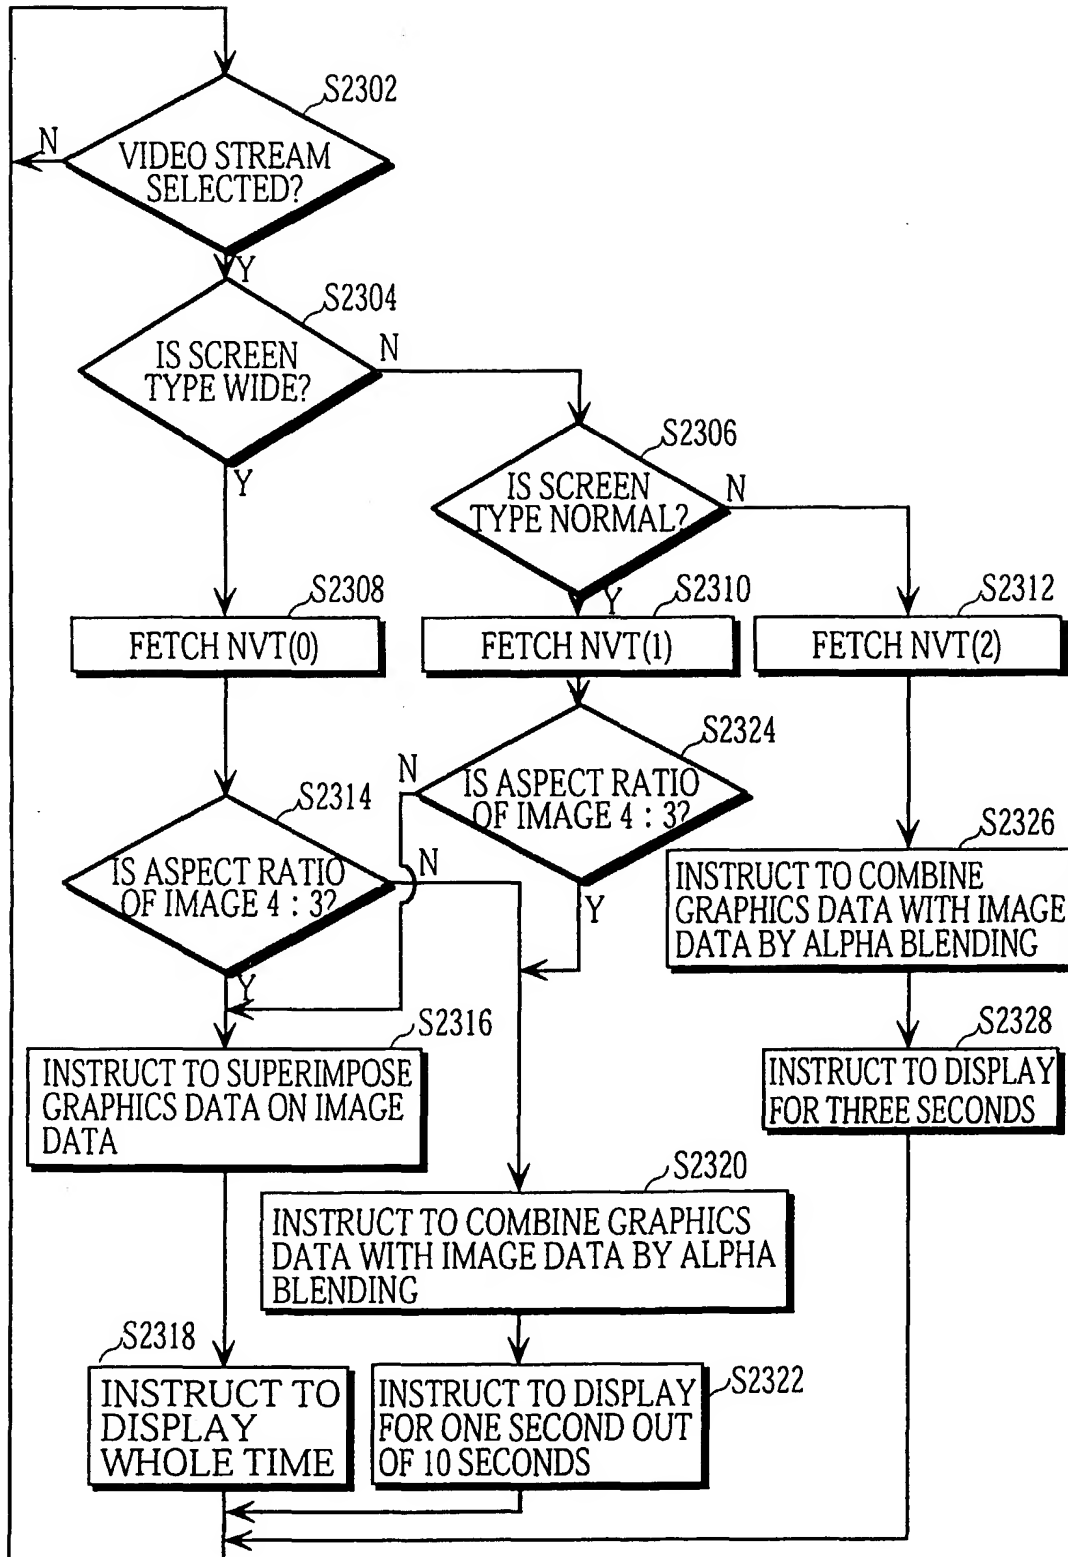 S2302
N
VIDEO STREAM
SELECTED?
Y
S2304
IS SCREEN
TYPE WIDE?
N
Y
S2306
IS SCREEN
TYPE NORMAL?
N
Y
S2308
FETCH NVT(0)
S2310
FETCH NVT(1)
S2312
FETCH NVT(2)
S2324
IS ASPECT RATIO
OF IMAGE 4 : 3?
N
Y
S2314
IS ASPECT RATIO
OF IMAGE 4 : 3?
N
Y
S2326
INSTRUCT TO COMBINE
GRAPHICS DATA WITH IMAGE
DATA BY ALPHA BLENDING
S2316
INSTRUCT TO SUPERIMPOSE
GRAPHICS DATA ON IMAGE
DATA
S2328
INSTRUCT TO DISPLAY
FOR THREE SECONDS
S2320
INSTRUCT TO COMBINE GRAPHICS
DATA WITH IMAGE DATA BY ALPHA
BLENDING
S2318
INSTRUCT TO
DISPLAY
WHOLE TIME
S2322
INSTRUCT TO DISPLAY
FOR ONE SECOND OUT
OF 10 SECONDS